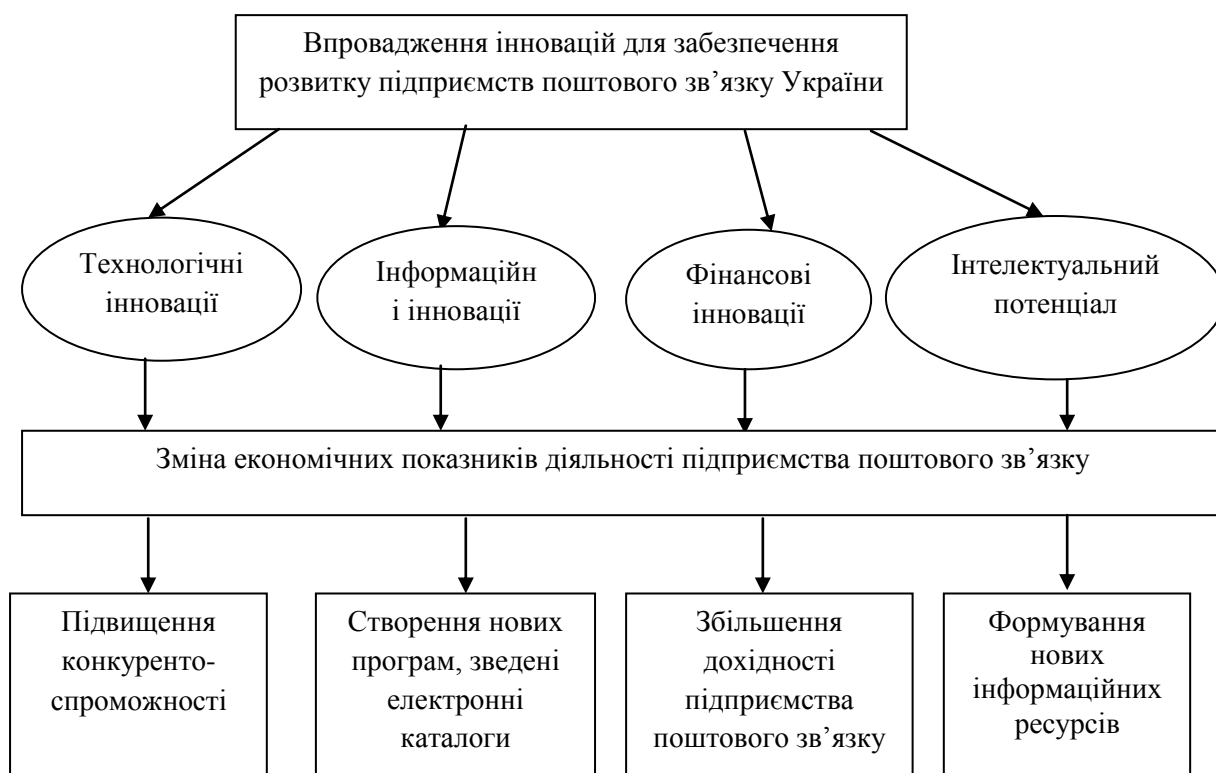 Впровадження інновацій для забезпечення
розвитку підприємств поштового зв’язку України
Технологічні
інновації
Інформаційн
і інновації
Фінансові
інновації
Інтелектуальний
потенціал
Зміна економічних показників діяльності підприємства поштового зв’язку
Підвищення
конкуренто-
спроможності
Створення нових
програм, зведені
електронні
каталоги
Збільшення
дохідності
підприємства
поштового зв’язку
Формування
нових
інформаційних
ресурсів